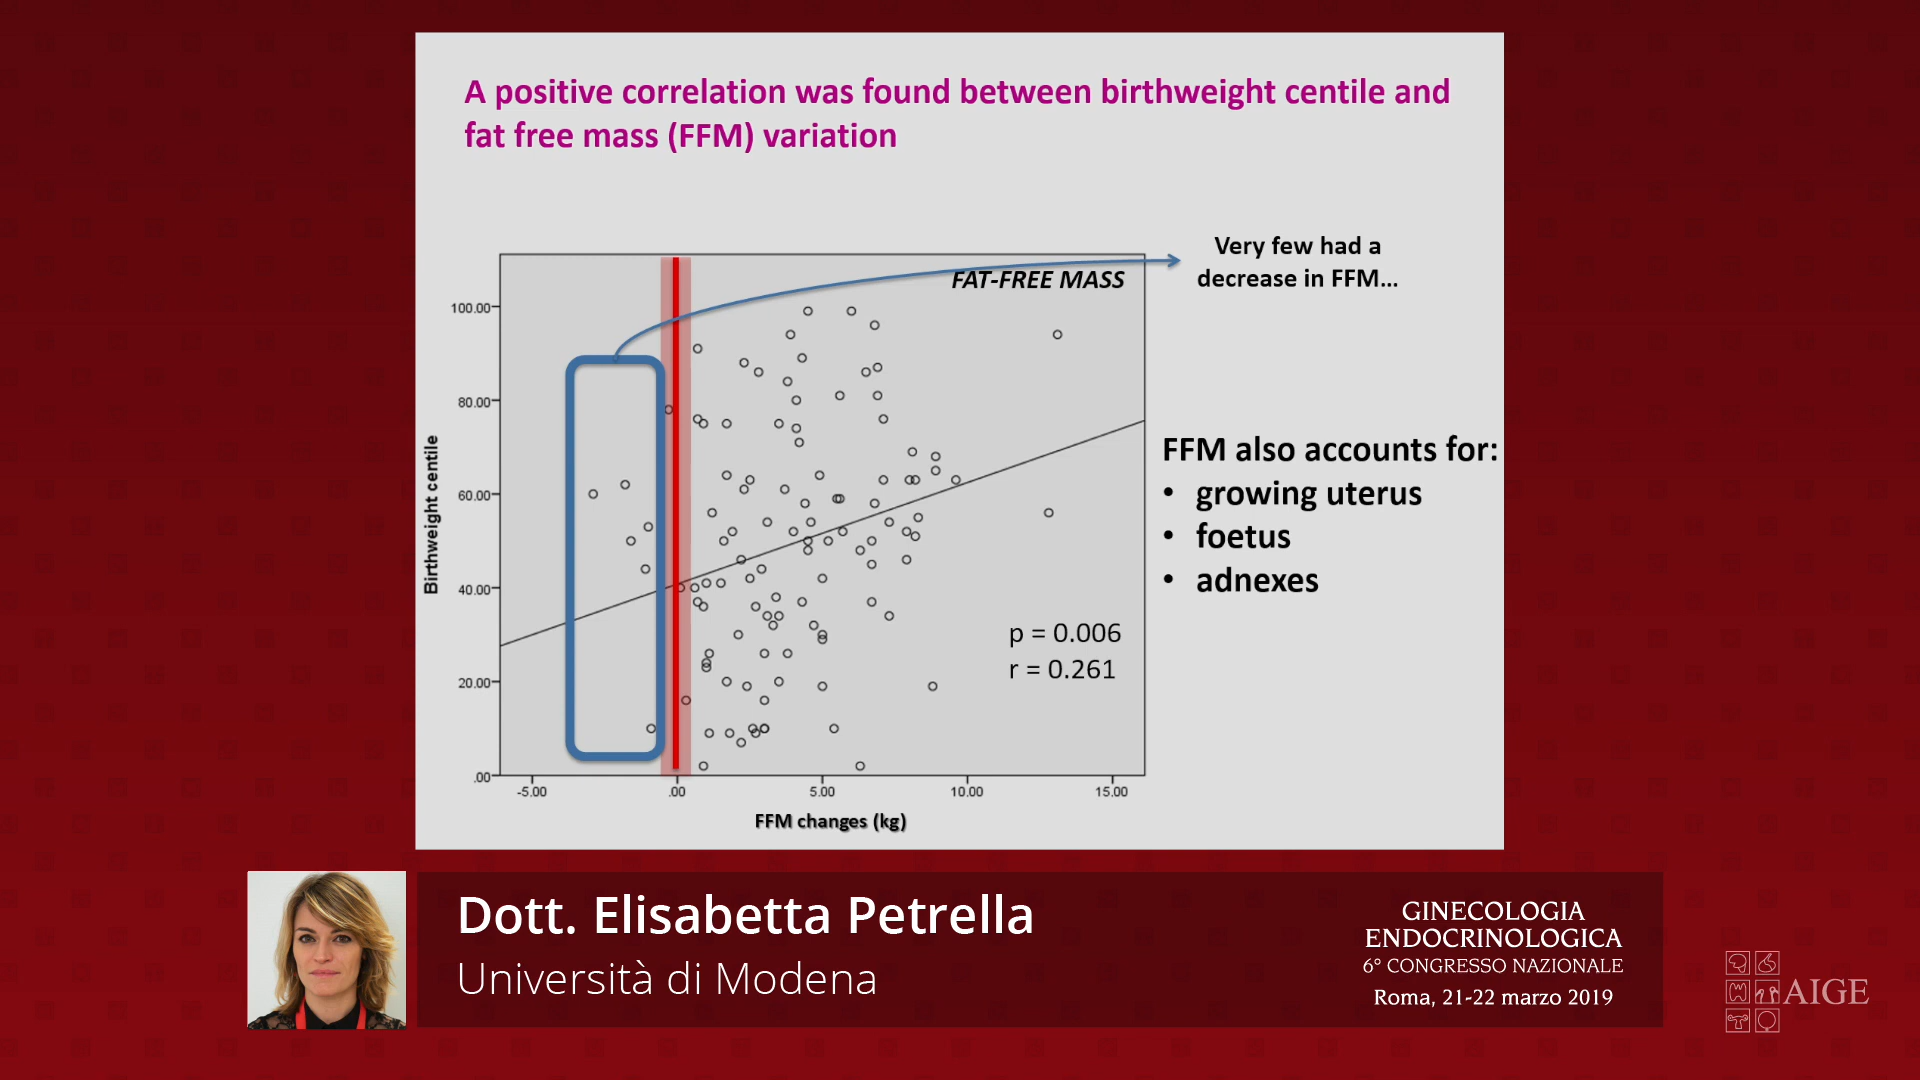 A positive correlation was found between birthweight centile and
fat free mass (FFM) variation
Very few had a
decrease in FFM...
FAT-FREE MASS
100.00
80.00
60.00
40.00
20.00
.00
Birthweight centile
-5.00
.00
5.00
10.00
15.00
FFM changes (kg)
p = 0.006
r = 0.261
FFM also accounts for:
• growing uterus
• foetus
• adnexes
Dott. Elisabetta Petrella
Università di Modena
GINECOLOGIA
ENDOCRINOLOGICA
6° CONGRESSO NAZIONALE
Roma, 21-22 marzo 2019
AIGE